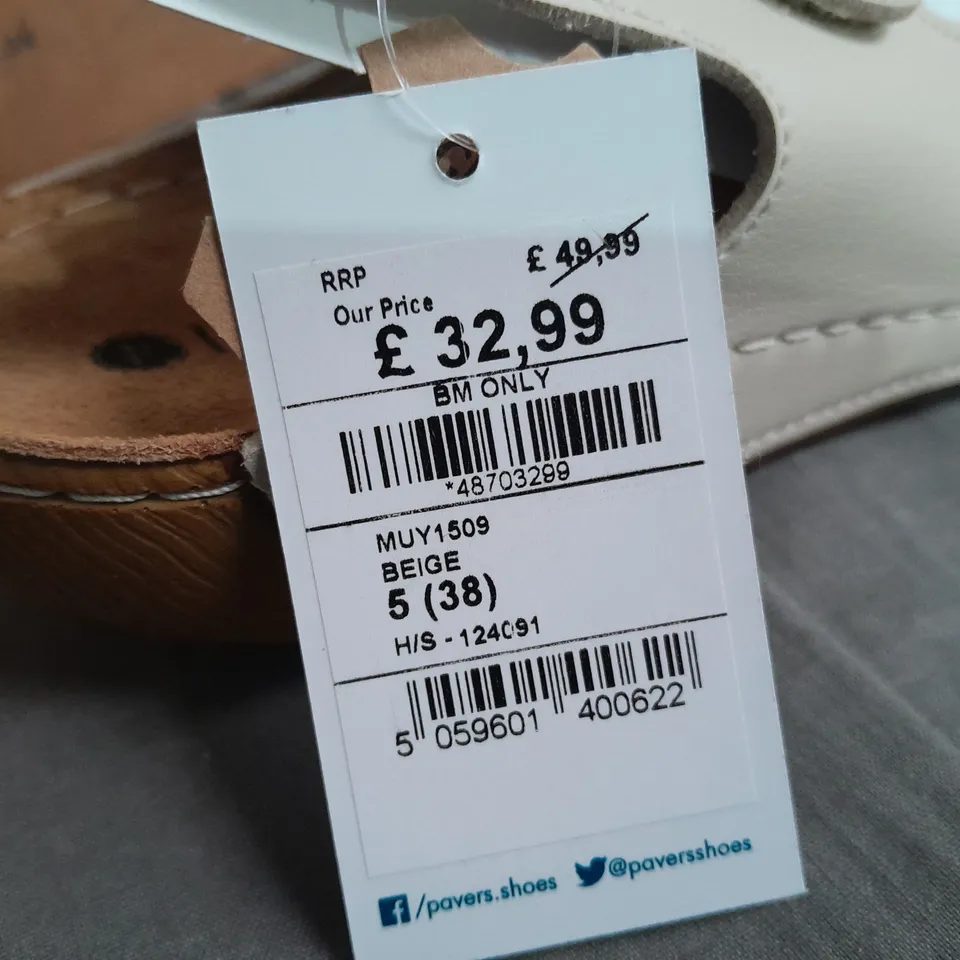 RRP £ 49,99
Our Price
£ 32,99
BM ONLY
*48703299
MUY1509
BEIGE
5 (38)
H/S - 124091
5 059601 400622
/pavers.shoes @paversshoes